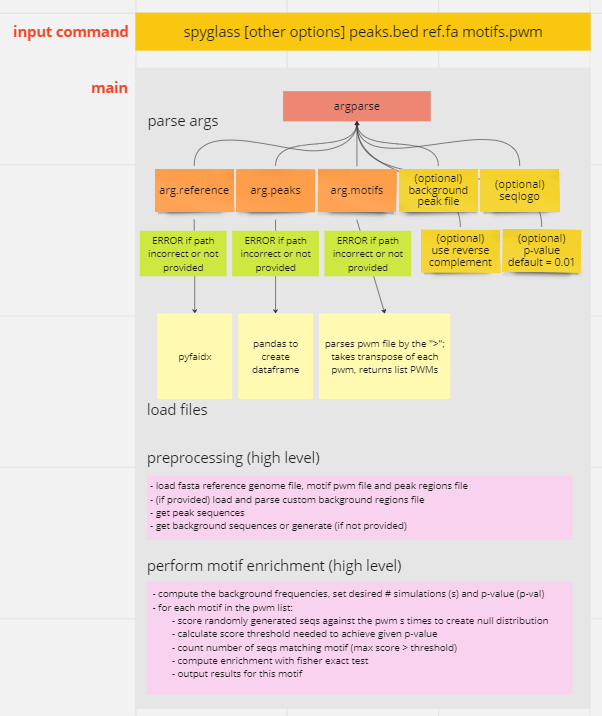 input command
spyglass [other options] peaks.bed ref.fa motifs.pwm
main
parse args
argparse
arg.reference
arg.peaks
arg.motifs
(optional)
background
peak file
(optional)
seqlogo
ERROR if path
incorrect or not
provided
ERROR if path
incorrect or not
provided
ERROR if path
incorrect or not
provided
(optional)
use reverse
complement
(optional)
p-value
default = 0.01
pyfaidx
pandas to
create
dataframe
parses pwm file by the ">";
takes transpose of each
pwm, returns list PWMs
load files
preprocessing (high level)
- load fasta reference genome file, motif pwm file and peak regions file
- (if provided) load and parse custom background regions file
- get peak sequences
- get background sequences or generate (if not provided)
perform motif enrichment (high level)
- compute the background frequencies, set desired # simulations (s) and p-value (p-val)
- for each motif in the pwm list:
- score randomly generated seqs against the pwm s times to create null distribution
- calculate score threshold needed to achieve given p-value
- count number of seqs matching motif (max score > threshold)
- compute enrichment with fisher exact test
- output results for this motif